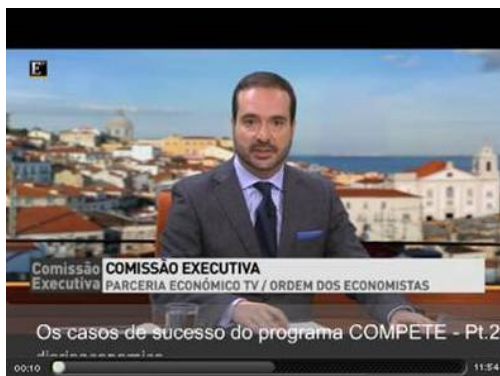 E
Comissão
Executiva
COMISSÃO EXECUTIVA
PARCERIA ECONÓMICO TV / ORDEM DOS ECONOMISTAS
Os casos de sucesso do programa COMPETE - Pt.2
00:10
11:54